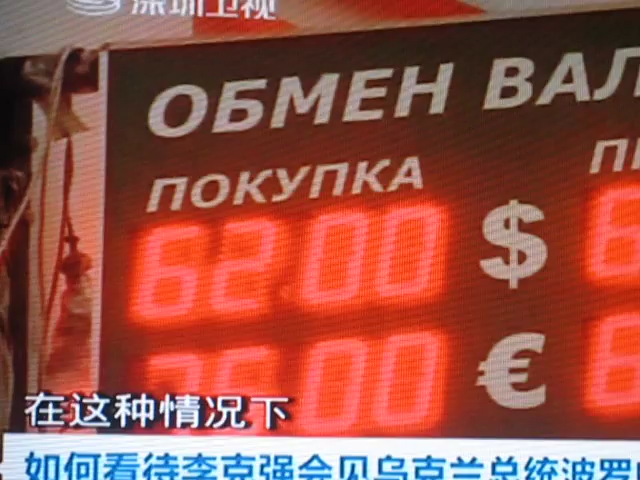 深圳卫视
ОБМЕН ВАЛ
ПОКУПКА
62.00 $
00 €
在这种情况下
如何看待李克强会见乌克兰总统波罗